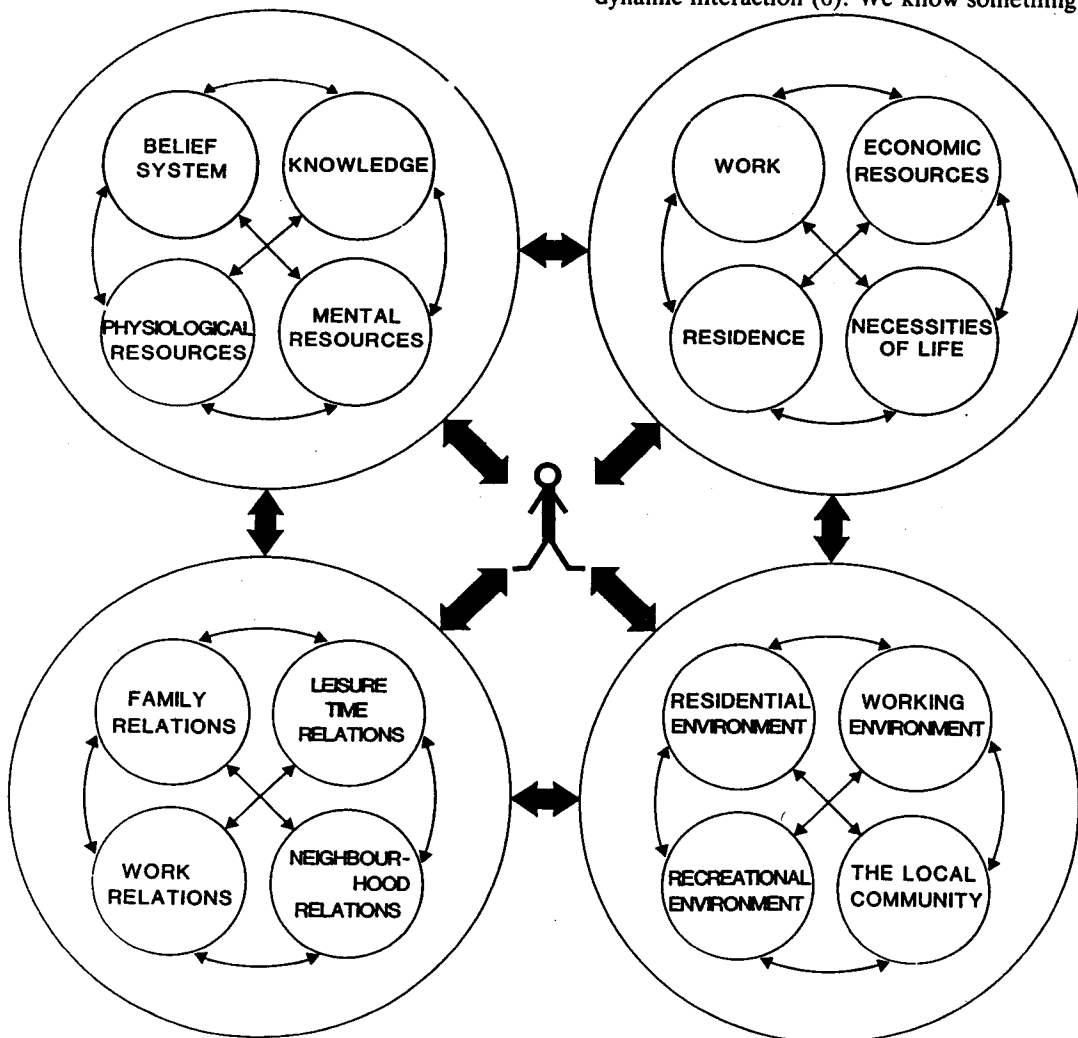 dynamic interaction (6). We know something
BELIEF
SYSTEM
KNOWLEDGE
PHYSIOLOGICAL
RESOURCES
MENTAL
RESOURCES
WORK
ECONOMIC
RESOURCES
RESIDENCE
NECESSITIES
OF LIFE
FAMILY
RELATIONS
LEISURE
TIME
RELATIONS
WORK
RELATIONS
NEIGHBOUR-
HOOD
RELATIONS
RESIDENTIAL
ENVIRONMENT
WORKING
ENVIRONMENT
RECREATIONAL
ENVIRONMENT
THE LOCAL
COMMUNITY